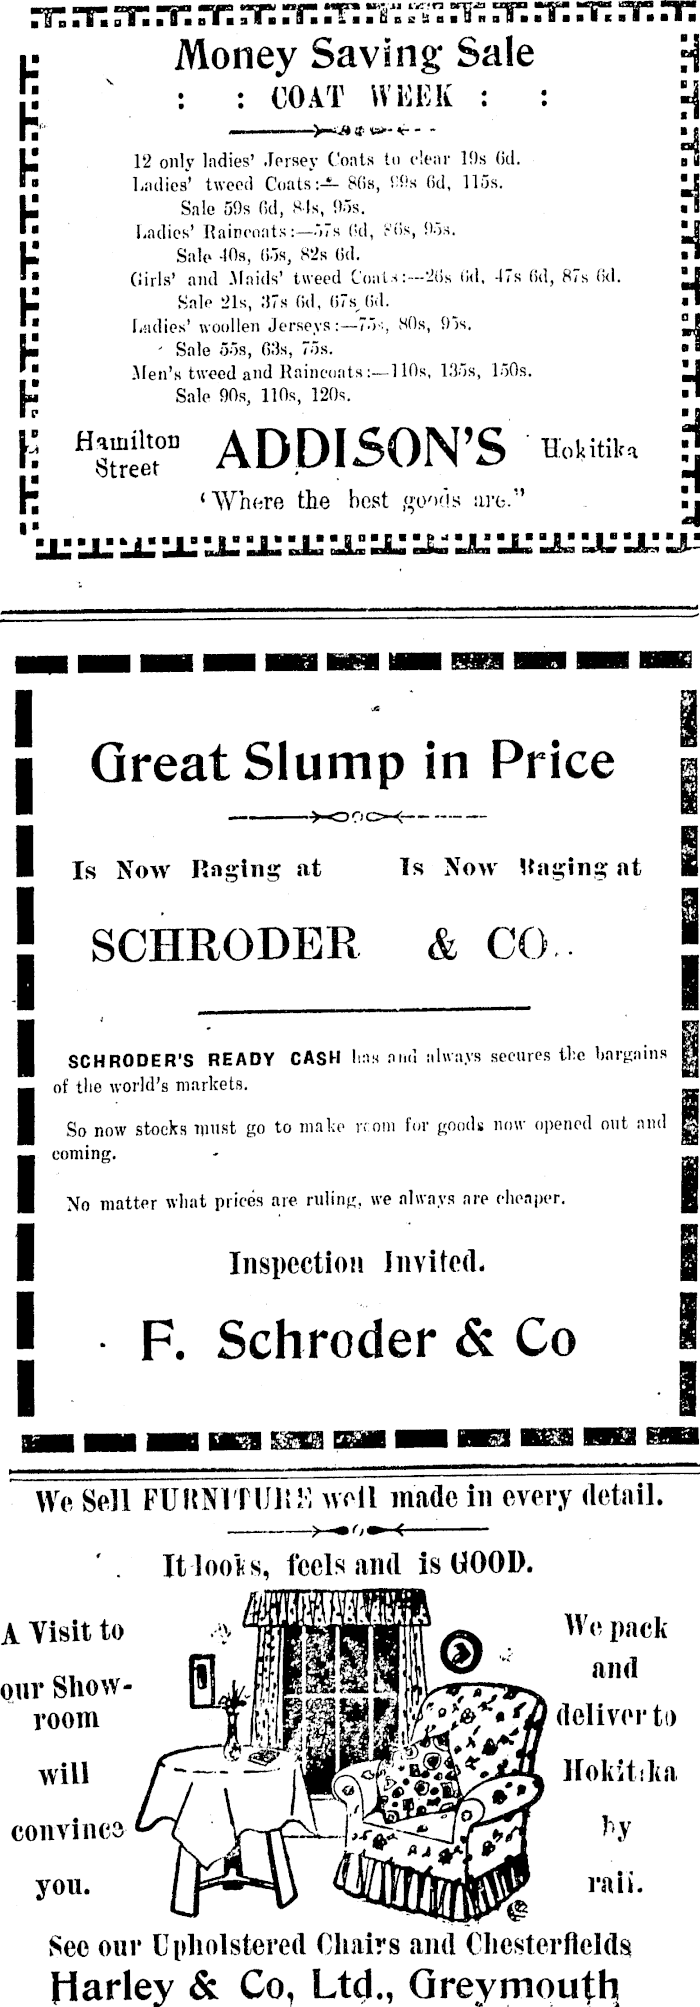 Money Saving Sale
: : COAT WEEK : :
12 only ladies' Jersey Coats to clear 19s 6d.
Ladies' tweed Coats:— 86s, 99s 6d, 115s.
Sale 59s 6d, 84s, 95s.
Ladies' Raincoats:—57s 6d, 86s, 95s.
Sale 40s, 65s, 82s 6d.
Girls' and Maids' tweed Coats:—26s 6d, 47s 6d, 87s 6d.
Sale 21s, 37s 6d, 67s 6d.
Ladies' woollen Jerseys:—75s, 80s, 95s.
Sale 55s, 63s, 75s.
Men's tweed and Raincoats:—110s, 135s, 150s.
Sale 90s, 110s, 120s.
Hamilton Street ADDISON'S Hokitika
"Where the best goods are."
Great Slump in Price
Is Now Raging at Is Now Raging at
SCHRODER & CO..
SCHRODER'S READY CASH has and always secures the bargains
of the world's markets.
So now stocks must go to make room for goods now opened out and
coming.
No matter what prices are ruling, we always are cheaper.
Inspection Invited.
F. Schroder & Co
We Sell FURNITURE well made in every detail.
It looks, feels and is GOOD.
A Visit to
our Show-
room
will
convince
you.
We pack
and
deliver to
Hokitika
by
rail.
See our Upholstered Chairs and Chesterfields
Harley & Co, Ltd., Greymouth